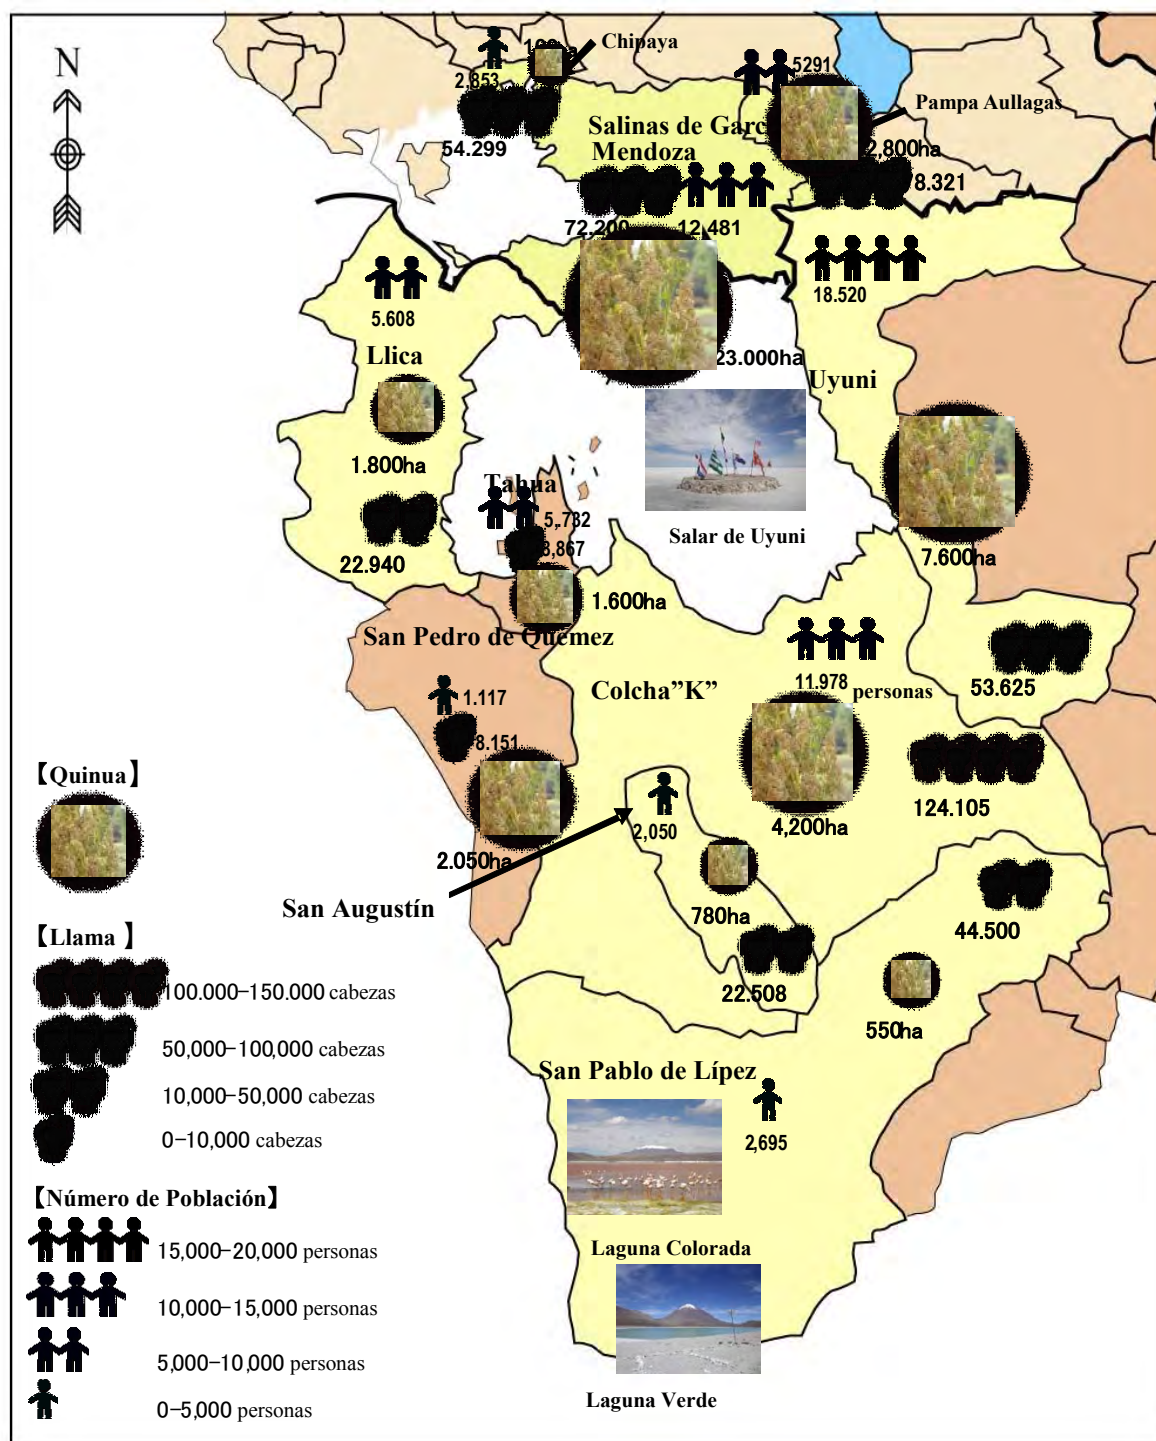 N
Chipaya
2,853
54.299
5291
Pampa Aullagas
2,800ha
8.321
Salinas de Garc
Mendoza
72.200
12.481
23.000ha
18.520
Uyuni
5.608
Llica
1.800ha
22.940
Tahua
5,732
3,867
1.600ha
Salar de Uyuni
7.600ha
53.625
San Pedro de Quémez
1.117
8.151
2.050ha
Colcha”K”
11.978 personas
4,200ha
124.105
2,050
780ha
22.508
San Augustín
44.500
550ha
San Pablo de Lípez
2,695
Laguna Colorada
Laguna Verde
【Quinua】
【Llama 】
100.000-150.000 cabezas
50,000-100,000 cabezas
10,000-50,000 cabezas
0-10,000 cabezas
【Número de Población】
15,000-20,000 personas
10,000-15,000 personas
5,000-10,000 personas
0-5,000 personas